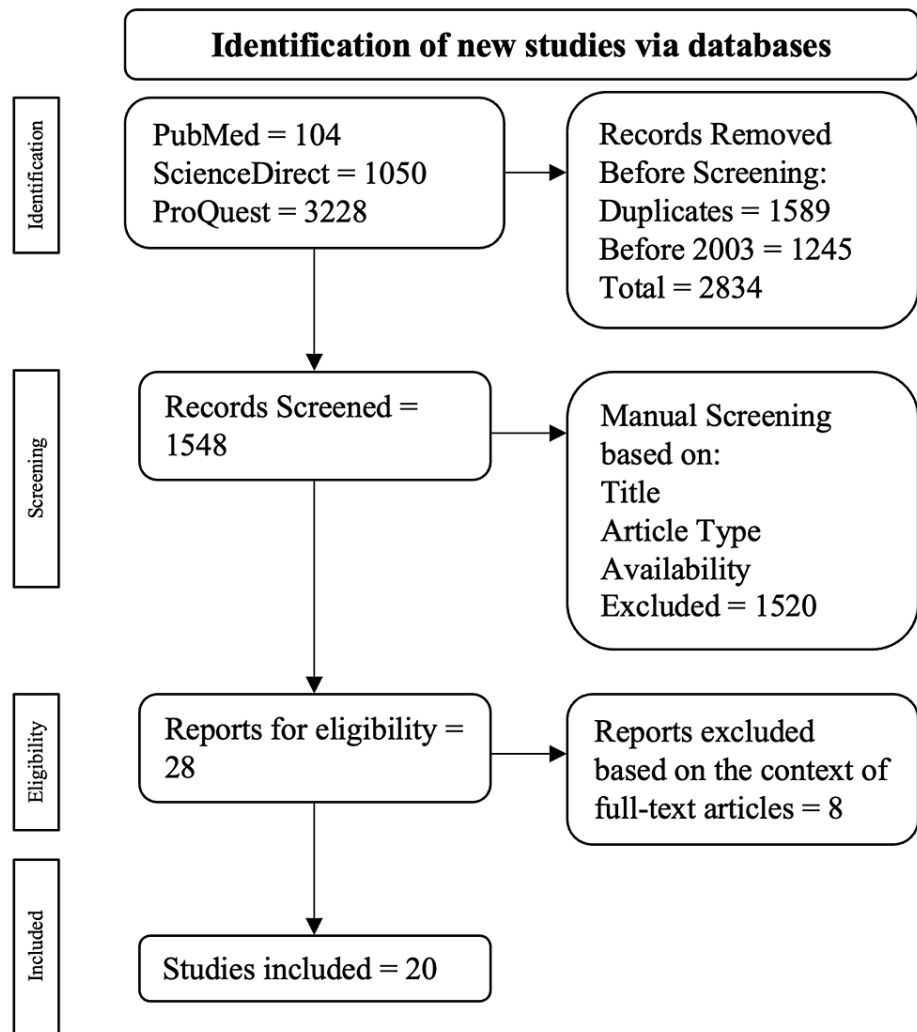 Identification of new studies via databases
Identification
PubMed = 104
ScienceDirect = 1050
ProQuest = 3228
Records Removed
Before Screening:
Duplicates = 1589
Before 2003 = 1245
Total = 2834
Screening
Records Screened =
1548
Manual Screening
based on:
Title
Article Type
Availability
Excluded = 1520
Eligibility
Reports for eligibility =
28
Reports excluded
based on the context of
full-text articles = 8
Included
Studies included = 20